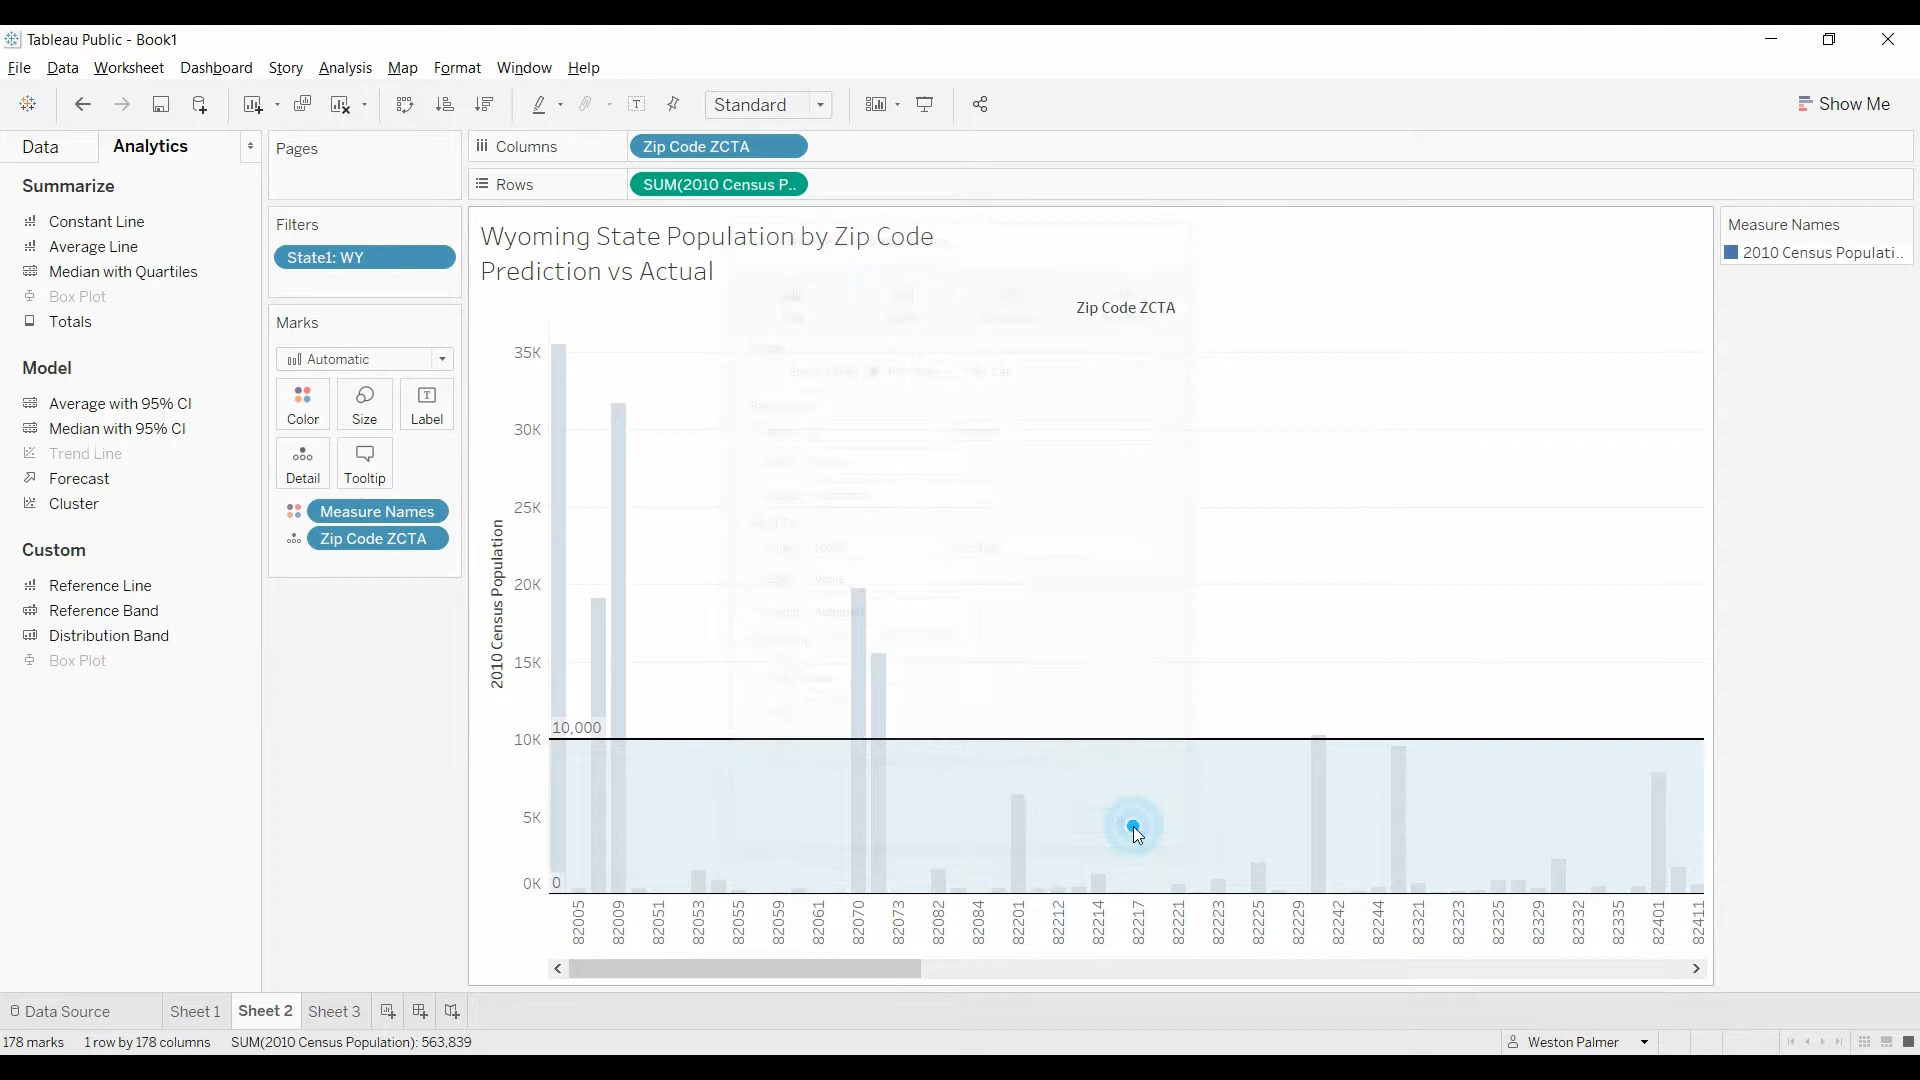 Tableau Public - Book1
File Data Worksheet Dashboard Story Analysis Map Format Window Help
Standard
Show Me
Data Analytics
Summarize
Constant Line
Average Line
Median with Quartiles
Box Plot
Totals
Model
Average with 95% CI
Median with 95% CI
Trend Line
Forecast
Cluster
Custom
Reference Line
Reference Band
Distribution Band
Box Plot
Pages
Filters
State1: WY
Marks
Automatic
Color Size Label
Detail Tooltip
Measure Names
Zip Code ZCTA
Columns Zip Code ZCTA
Rows SUM(2010 Census P..
Wyoming State Population by Zip Code
Prediction vs Actual
Zip Code ZCTA
2010 Census Population
35K
30K
25K
20K
15K
10,000
10K
5K
0K 0
82005 82009 82051 82053 82055 82059 82061 82070 82073 82082 82084 82201 82212 82214 82217 82221 82223 82225 82229 82242 82244 82321 82323 82325 82329 82332 82335 82401 82411
Measure Names
2010 Census Populati..
Data Source Sheet 1 Sheet 2 Sheet 3
178 marks 1 row by 178 columns SUM(2010 Census Population): 563,839
Weston Palmer